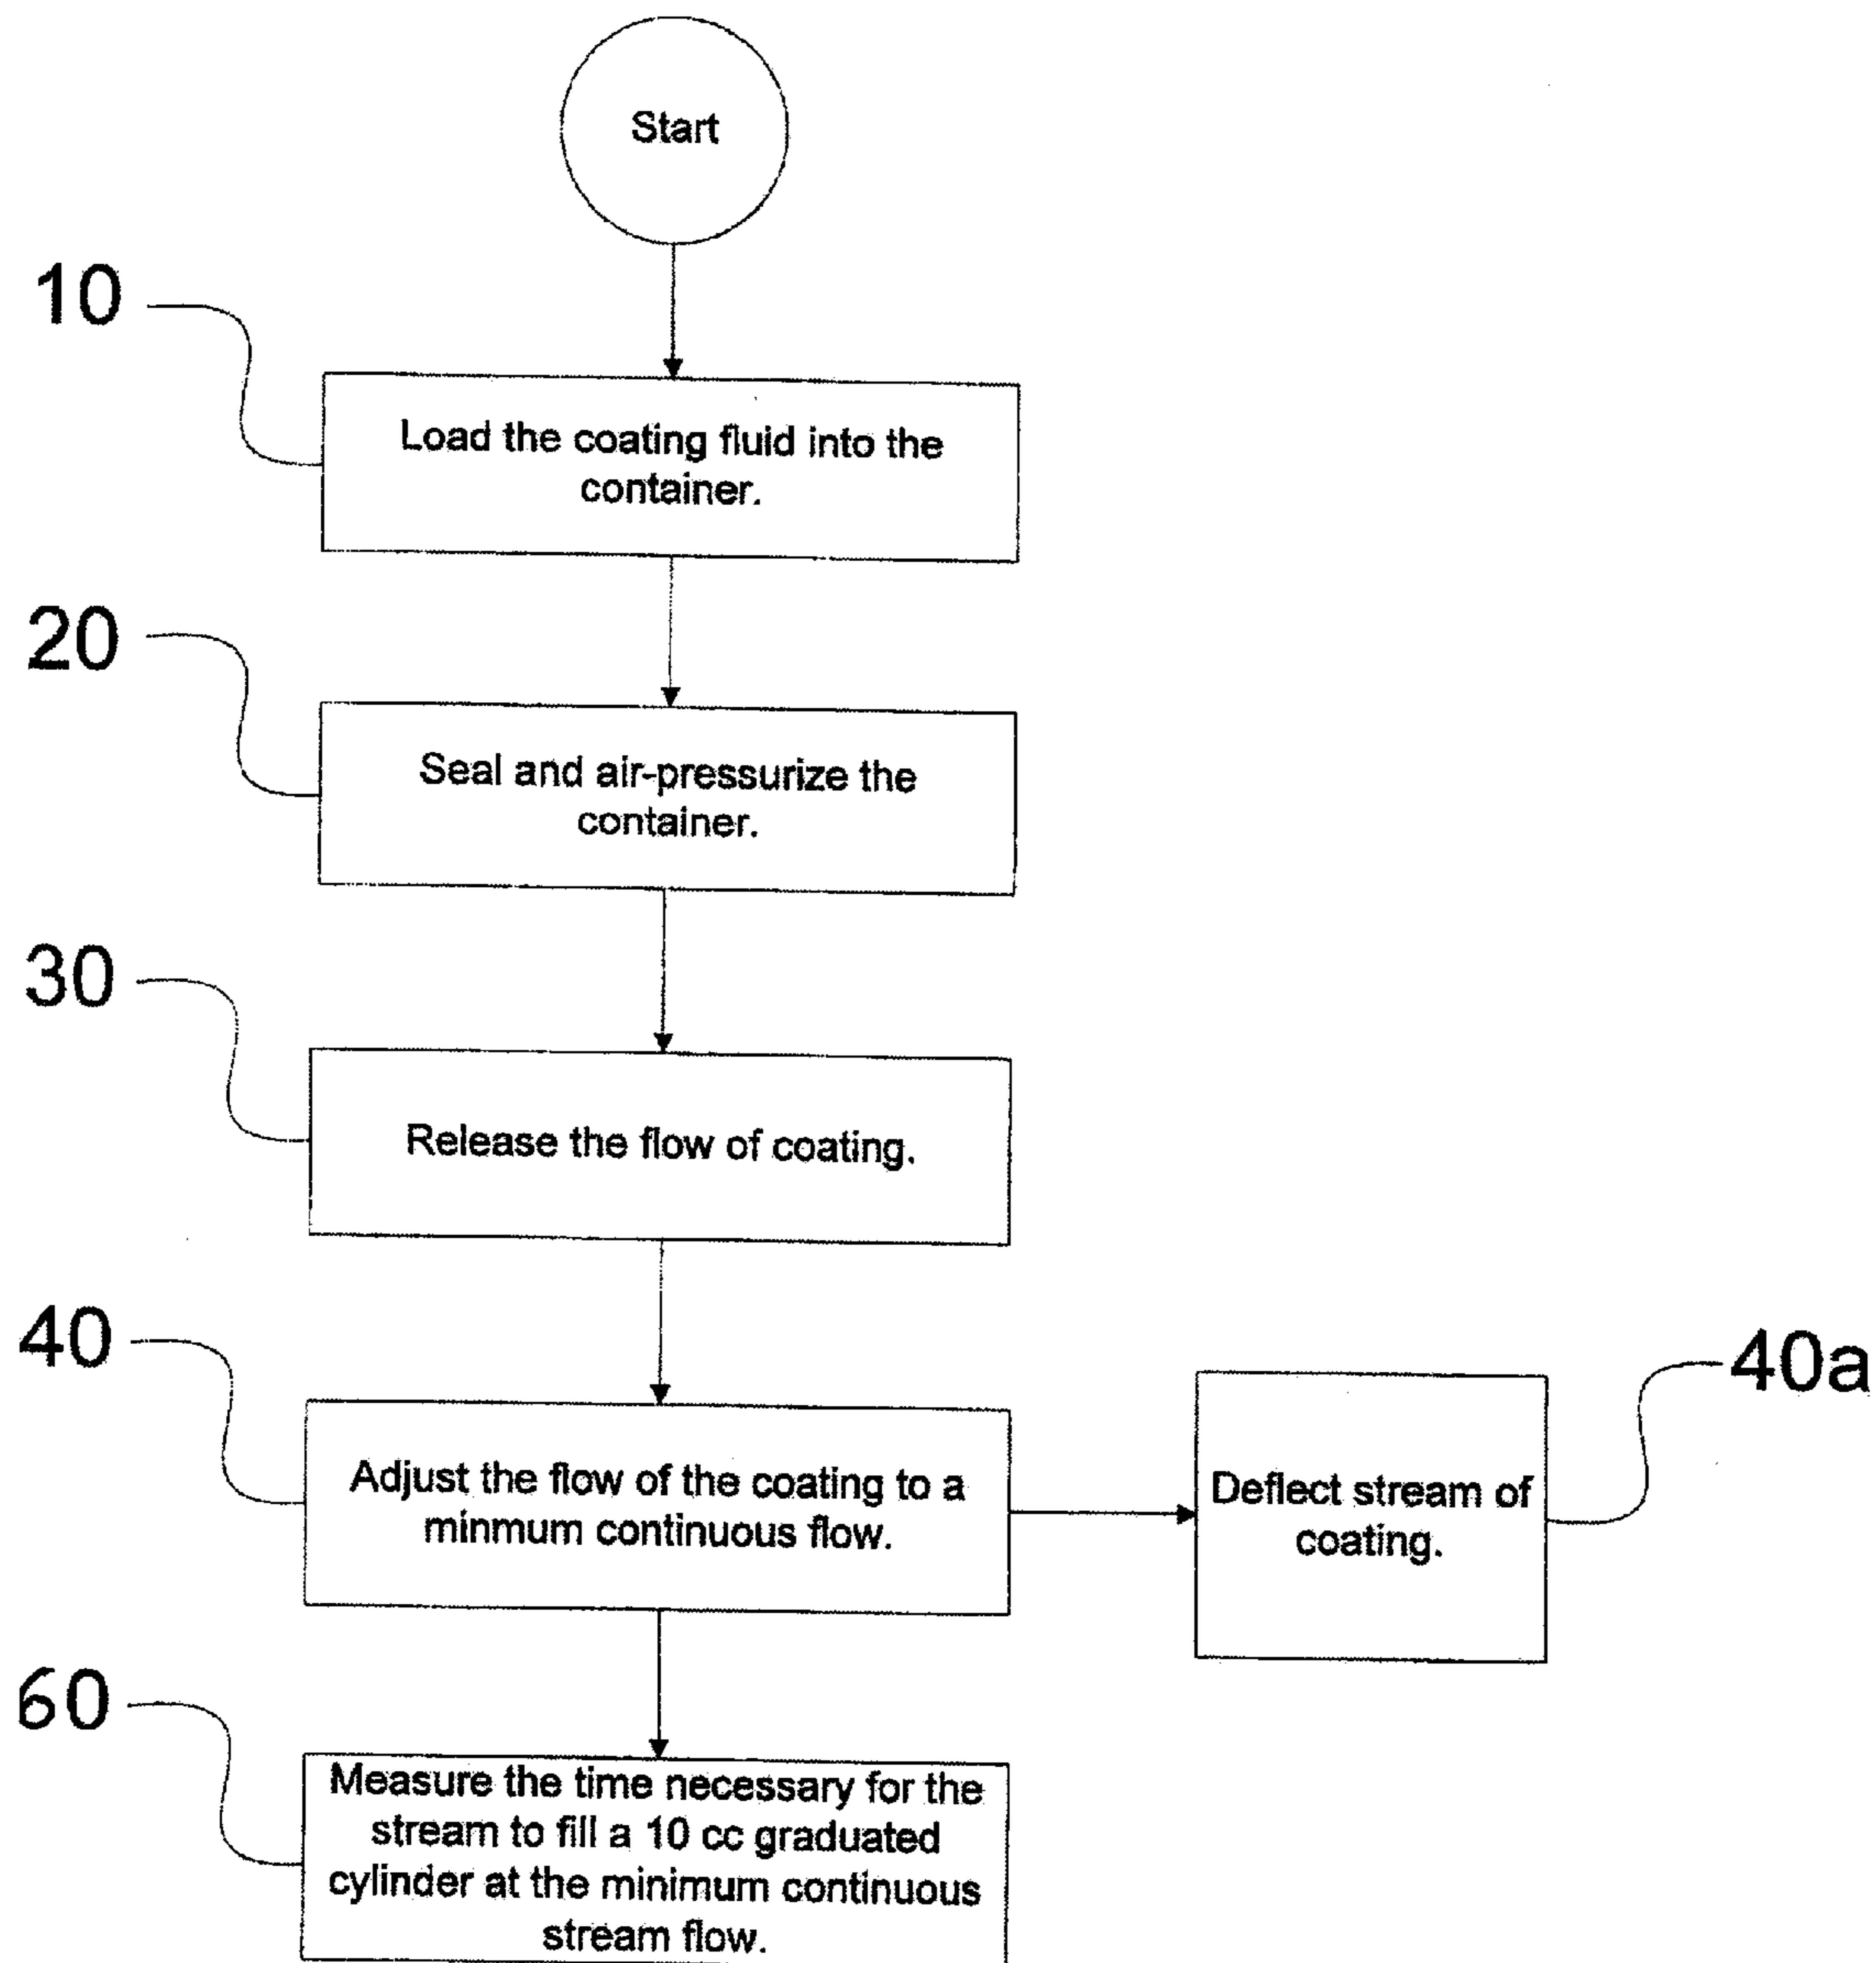 Start
10
Load the coating fluid into the
container.
20
Seal and air-pressurize the
container.
30
Release the flow of coating.
40
Adjust the flow of the coating to a
minmum continuous flow.
40a
Deflect stream of
coating.
60
Measure the time necessary for the
stream to fill a 10 cc graduated
cylinder at the minimum continuous
stream flow.